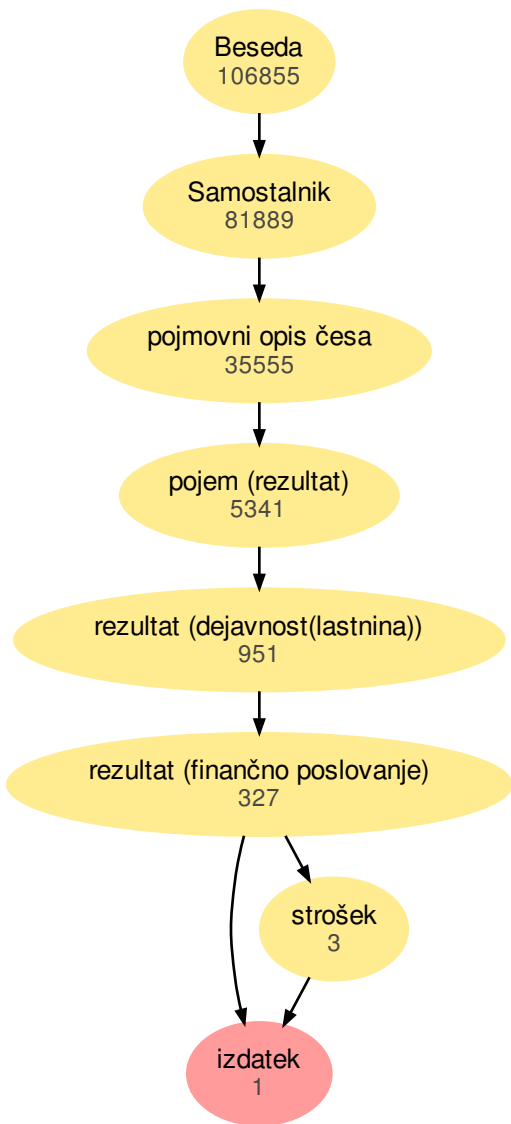 Beseda
106855
Samostalnik
81889
pojmovni opis česa
35555
pojem (rezultat)
5341
rezultat (dejavnost(lastnina))
951
rezultat (finančno poslovanje)
327
strošek
3
izdatek
1